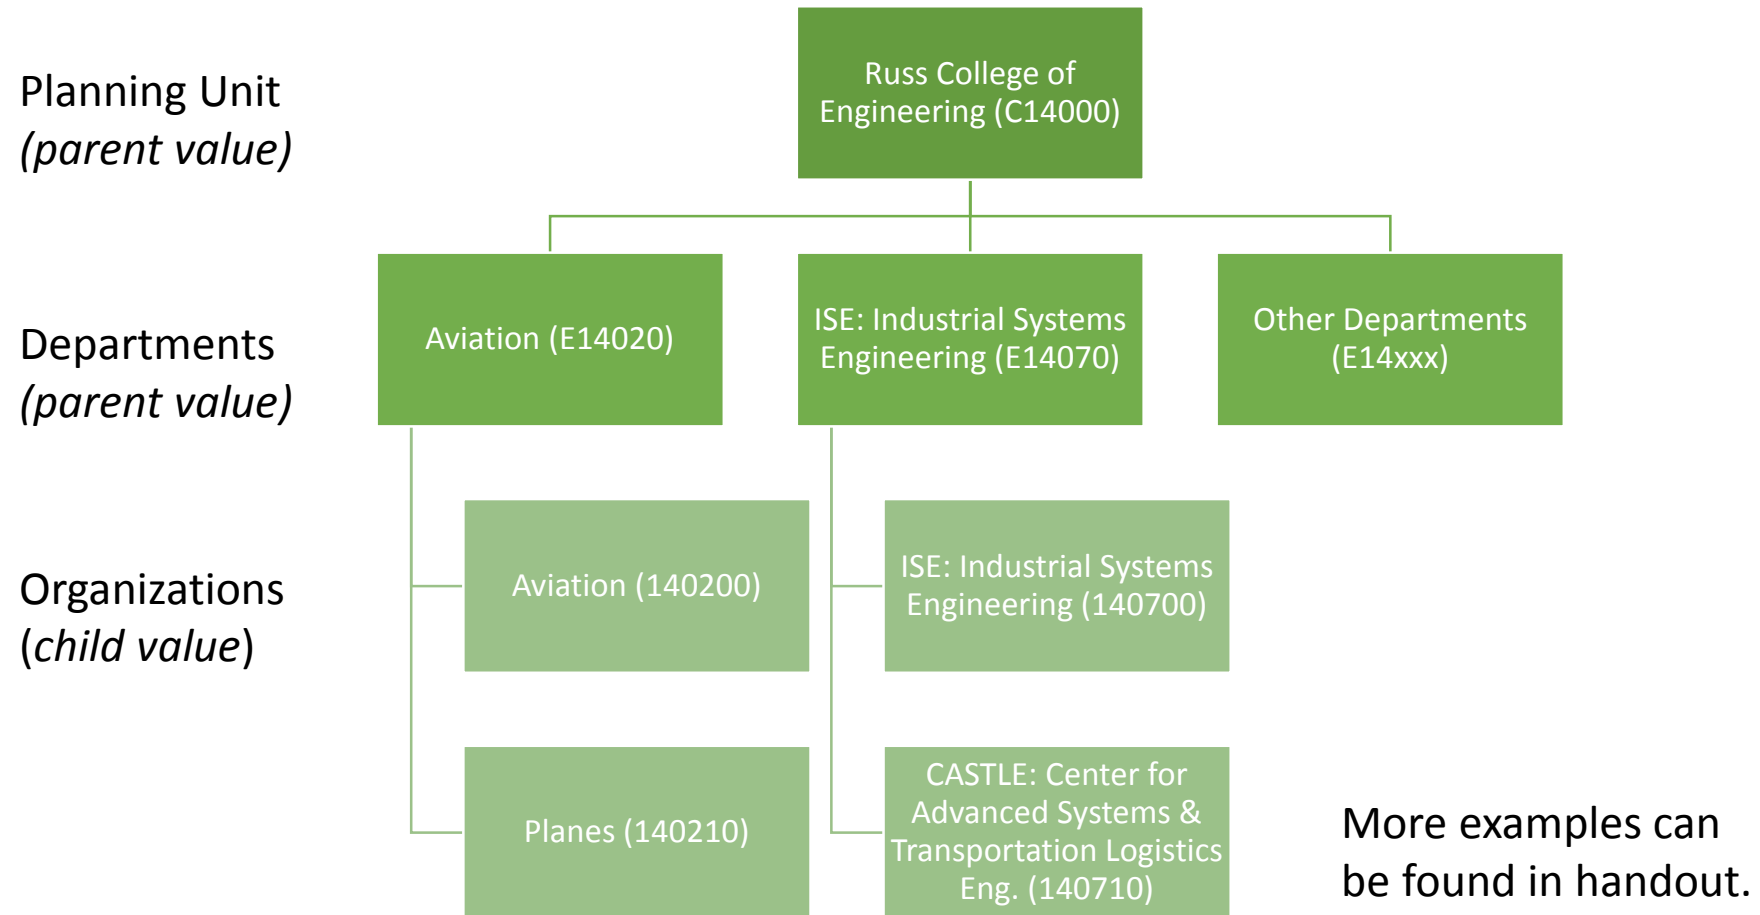 Planning Unit
(parent value)
Russ College of
Engineering (C14000)
Departments
(parent value)
Aviation (E14020)
ISE: Industrial Systems
Engineering (E14070)
Other Departments
(E14xxx)
Organizations
(child value)
Aviation (140200)
ISE: Industrial Systems
Engineering (140700)
Planes (140210)
CASTLE: Center for
Advanced Systems &
Transportation Logistics
Eng. (140710)
More examples can
be found in handout.